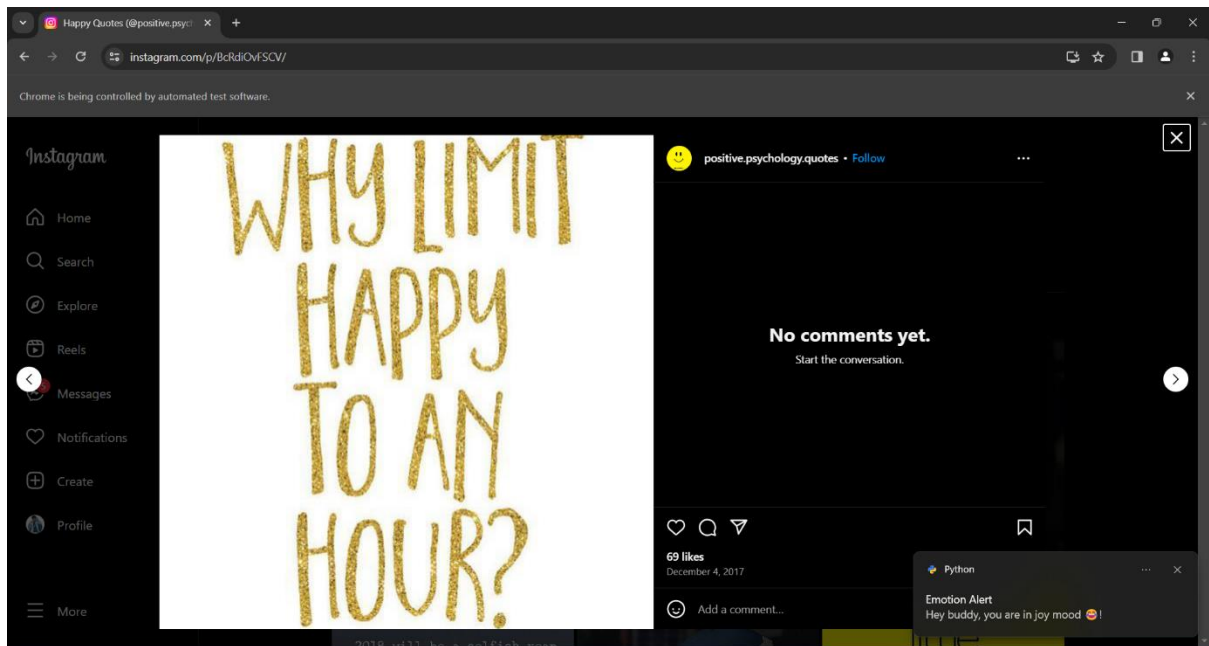 Happy Quotes (@positive.psych
instagram.com/p/BcRdiOvFSCV/
Chrome is being controlled by automated test software.
Instagram
Home
Search
Explore
Reels
Messages
Notifications
Create
Profile
More
WHY LIMIT
HAPPY
TO AN
HOUR?
positive.psychology.quotes • Follow
No comments yet.
Start the conversation.
69 likes
December 4, 2017
Add a comment...
Python
Emotion Alert
Hey buddy, you are in joy mood 😁!